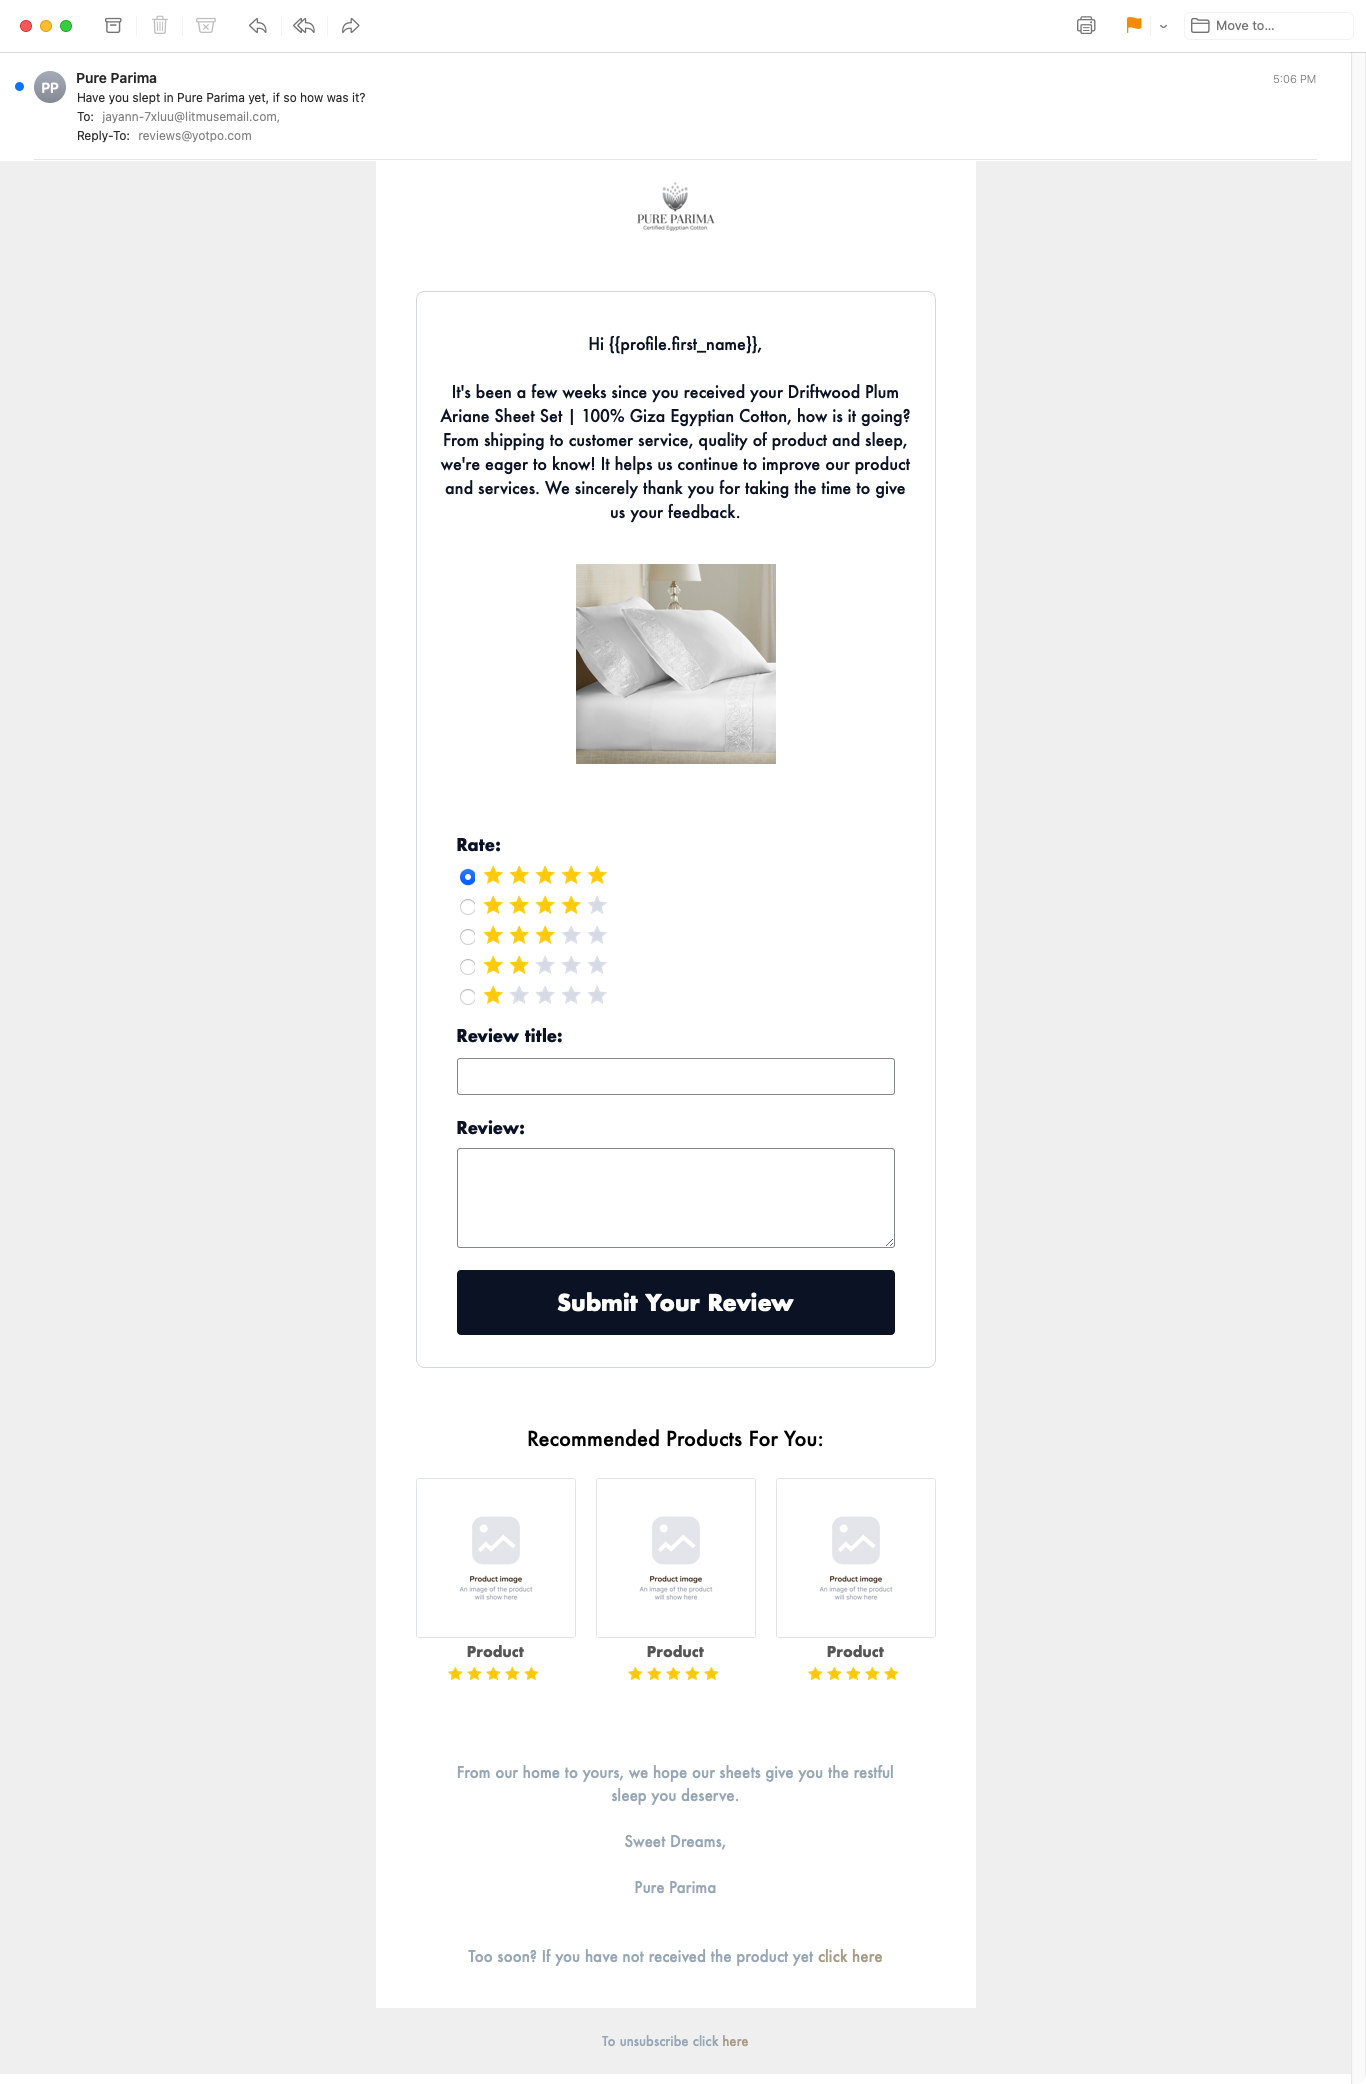 Move to...
PP
Pure Parima
5:06 PM
Have you slept in Pure Parima yet, if so how was it?
To: jayann-7xluu@litmusemail.com,
Reply-To: reviews@yotpo.com
PURE PARIMA
Certified Egyptian Cotton
Hi {{profile.first_name}},
It's been a few weeks since you received your Driftwood Plum
Ariane Sheet Set | 100% Giza Egyptian Cotton, how is it going?
From shipping to customer service, quality of product and sleep,
we're eager to know! It helps us continue to improve our product
and services. We sincerely thank you for taking the time to give
us your feedback.
Rate:
Review title:
Review:
Submit Your Review
Recommended Products For You:
Product image
An image of the product
will show here
Product
Product image
An image of the product
will show here
Product
Product image
An image of the product
will show here
Product
From our home to yours, we hope our sheets give you the restful
sleep you deserve.
Sweet Dreams,
Pure Parima
Too soon? If you have not received the product yet click here
To unsubscribe click here